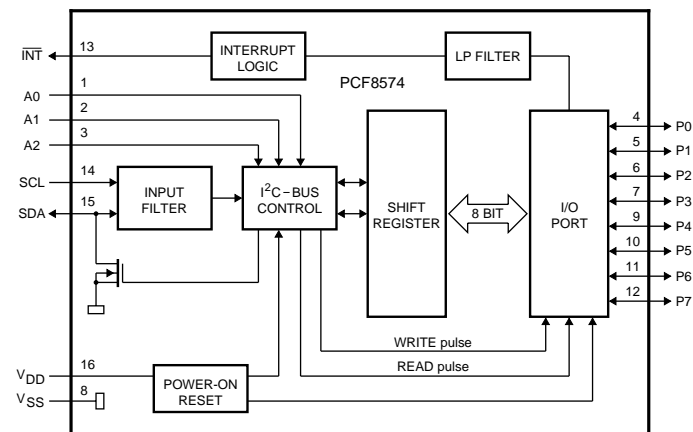 INT
13
INTERRUPT
LOGIC
LP FILTER
PCF8574
A0
1
A1
2
A2
3
SCL
14
SDA
15
INPUT
FILTER
I²C–BUS
CONTROL
SHIFT
REGISTER
8 BIT
I/O
PORT
4
P0
5
P1
6
P2
7
P3
9
P4
10
P5
11
P6
12
P7
WRITE pulse
READ pulse
VDD
16
VSS
8
POWER-ON
RESET